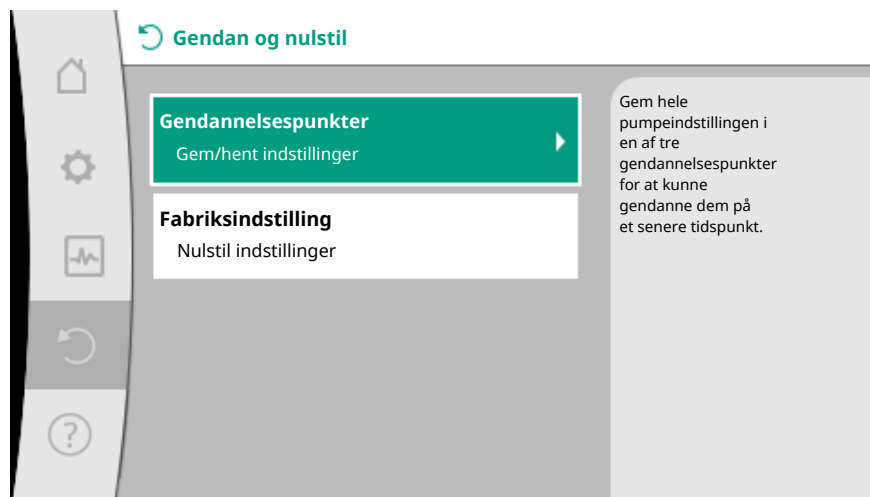 Gendan og nulstil
Gendannelsespunkter
Gem/hent indstillinger
Fabriksindstilling
Nulstil indstillinger
Gem hele
pumpeindstillingen i
en af tre
gendannelsespunkter
for at kunne
gendanne dem på
et senere tidspunkt.
?